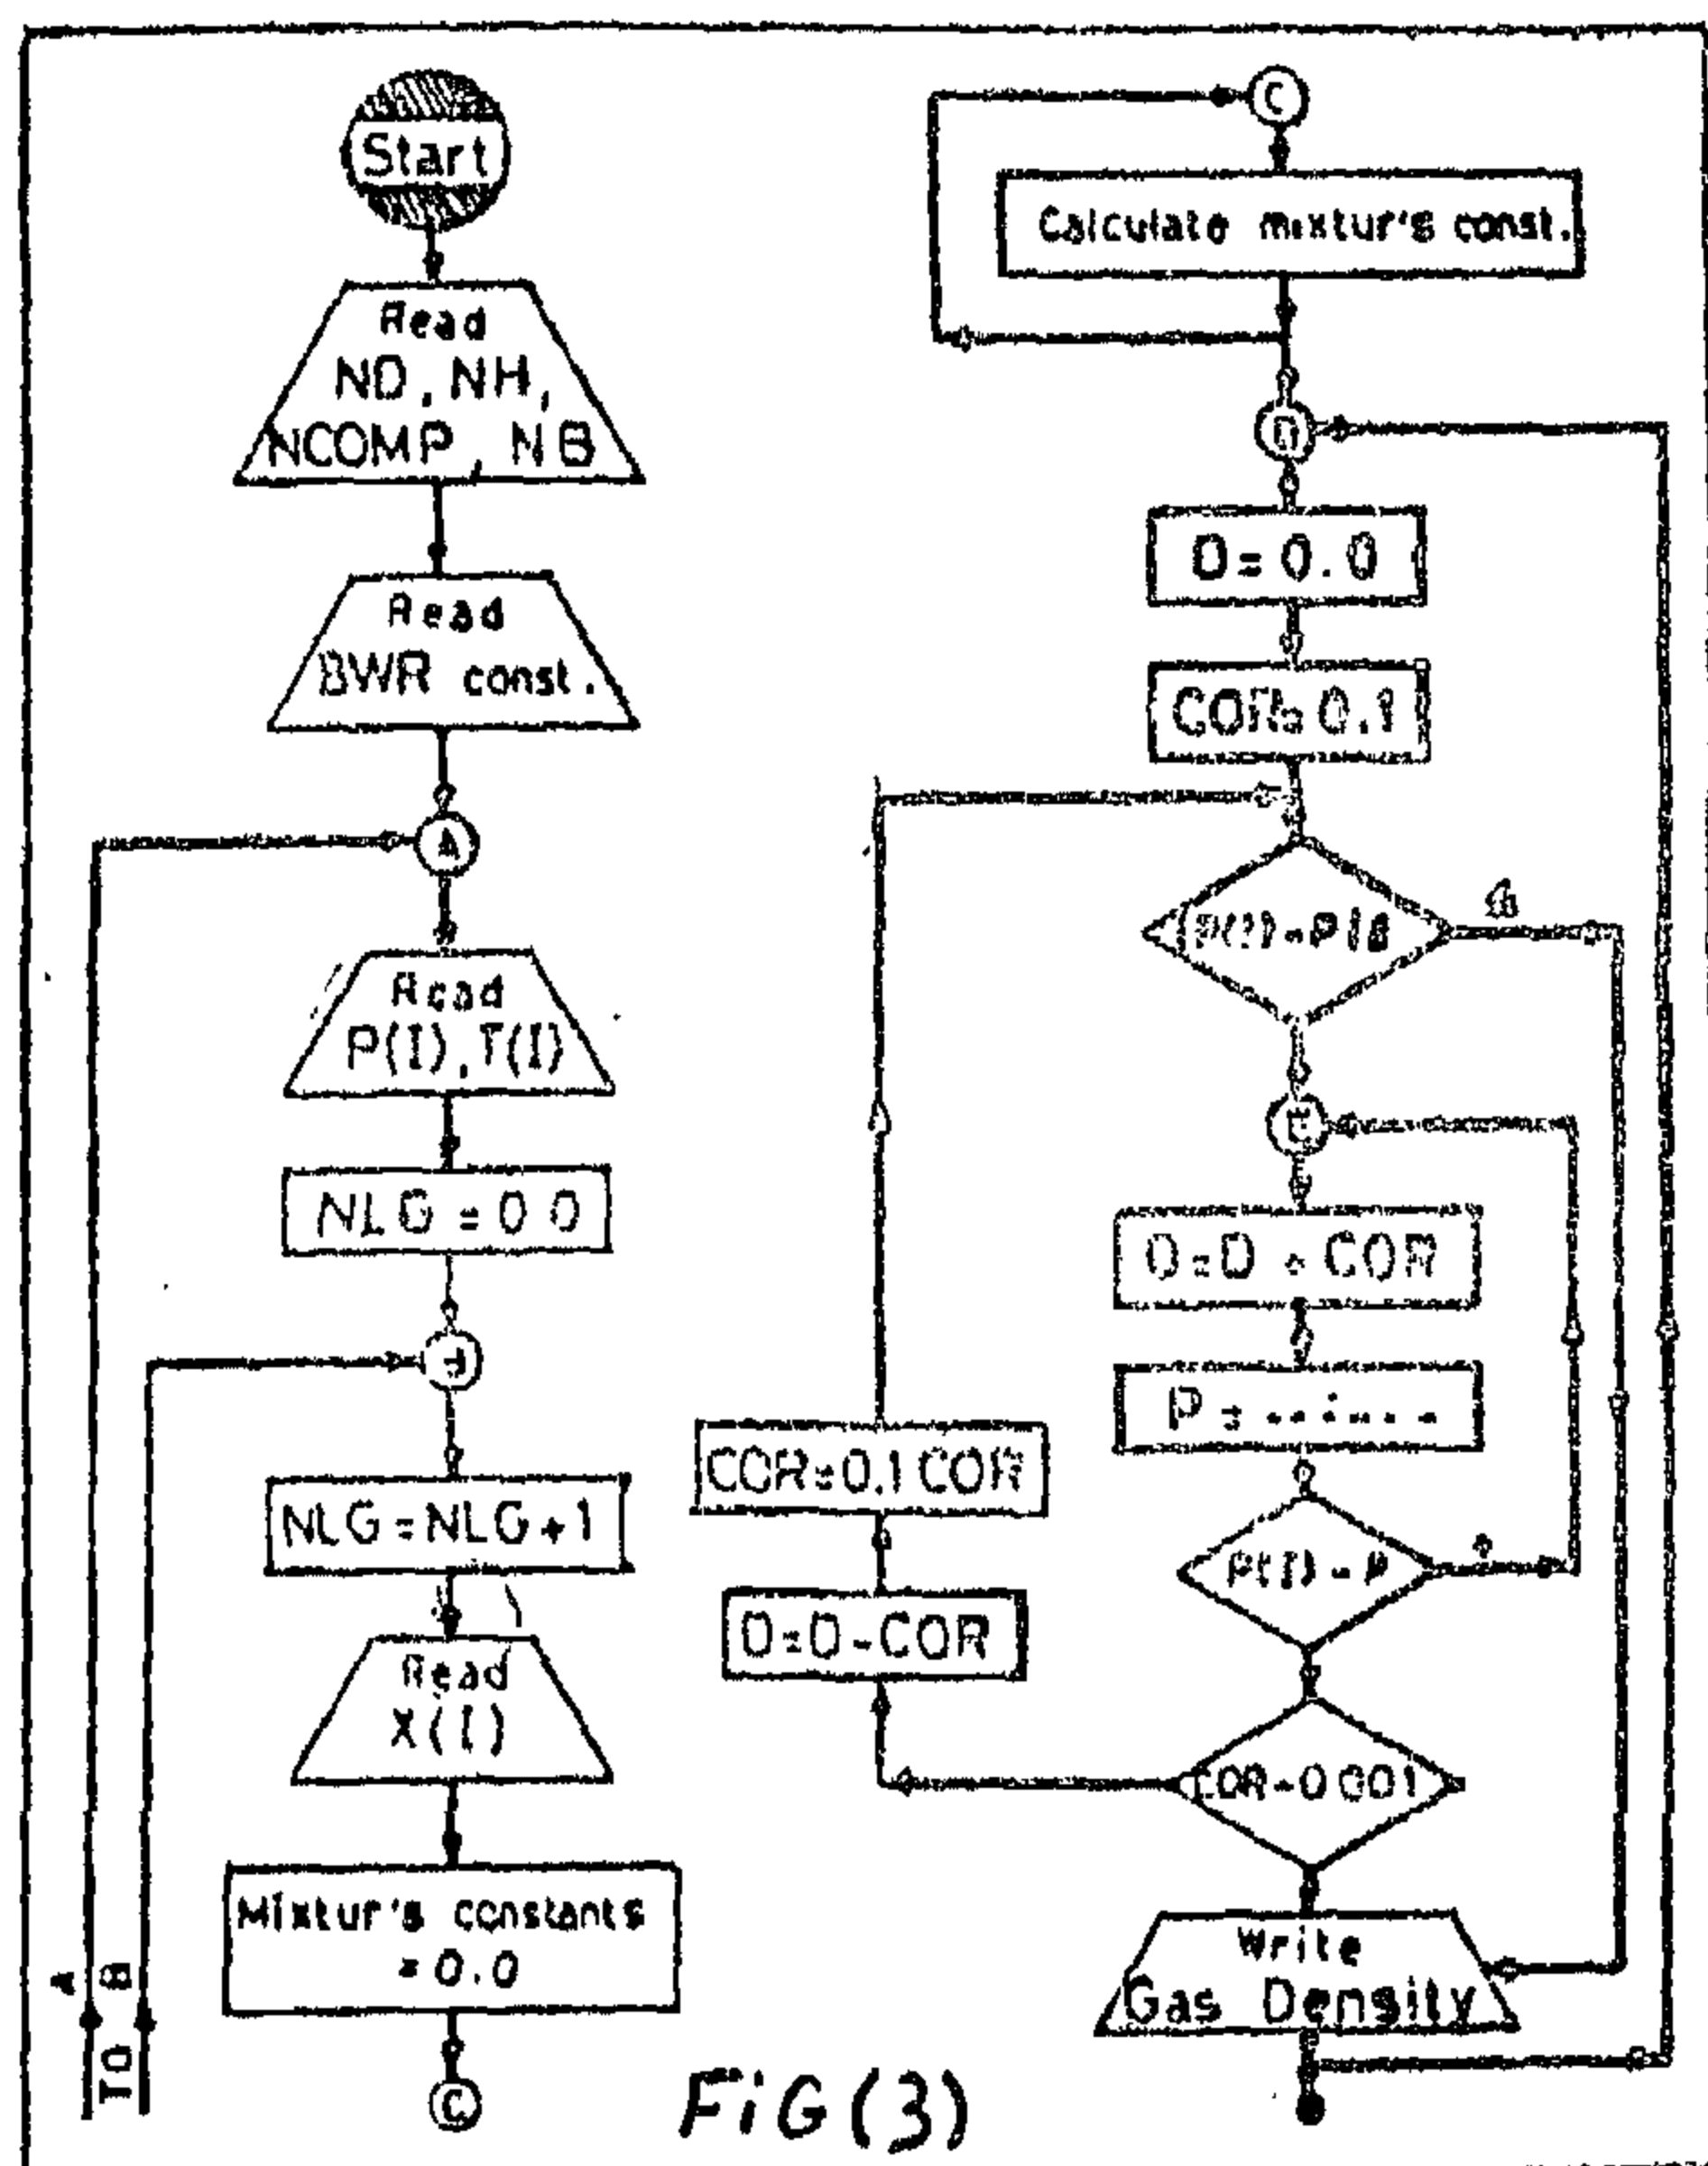 Start
Read
ND, NH,
NCOMP, NB
Read
BWR const.
A
Read
P(I), T(I)
NLG = 0 0
NLG = NLG + 1
Read
X(I)
Mixtur's constants
= 0.0
C
A
B
TO
C
Calculate mixtur's const.
D = 0.0
COR= 0.1
D = D + COR
P = .......
P(I) - P
+
COR - 0 001
COR = 0.1 COR
D = D - COR
Write
Gas Density
FiG (3)